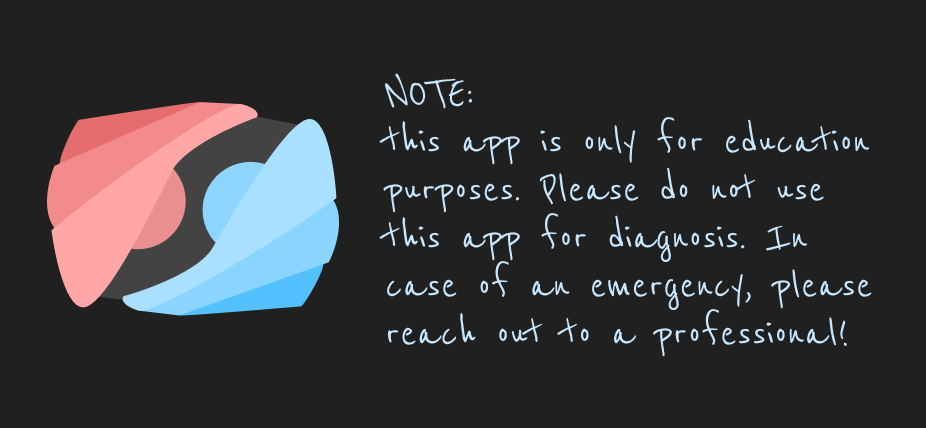 NOTE:
this app is only for education
purposes. Please do not use
this app for diagnosis. In
case of an emergency, please
reach out to a professional!